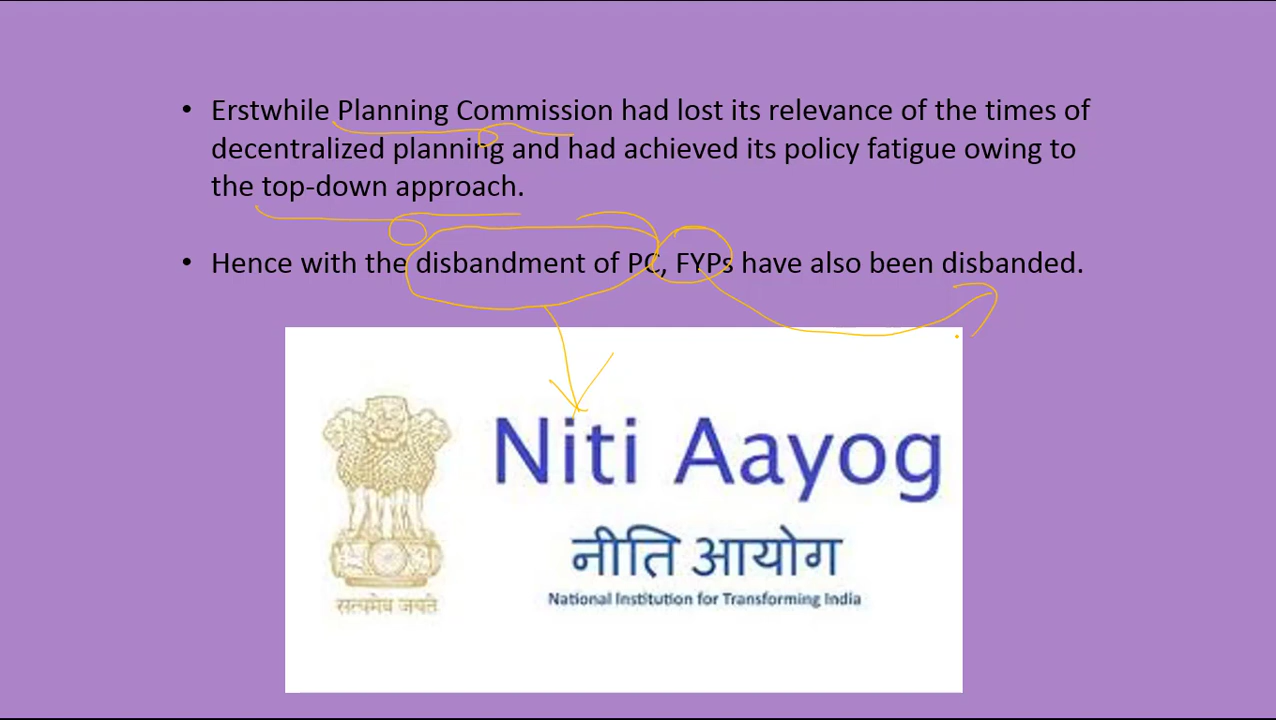 • Erstwhile Planning Commission had lost its relevance of the times of
decentralized planning and had achieved its policy fatigue owing to
the top-down approach.
• Hence with the disbandment of PC, FYPs have also been disbanded.
Niti Aayog
नीति आयोग
सत्यमेव जयते
National Institution for Transforming India